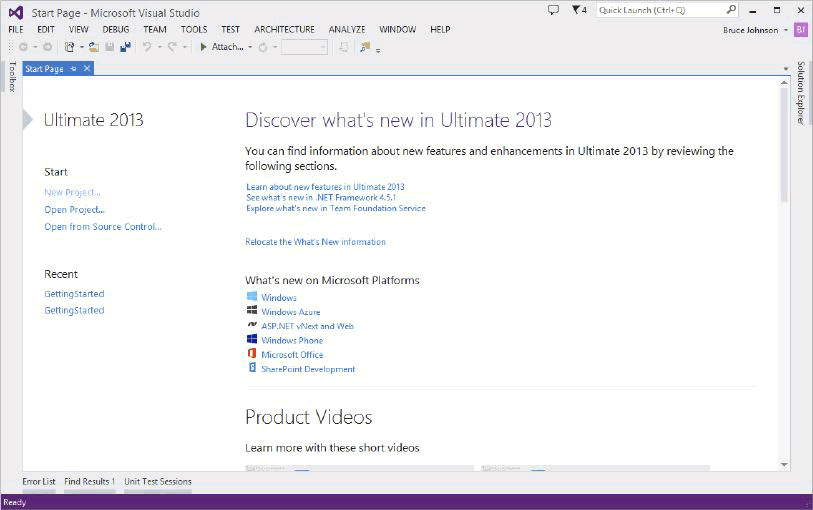 Start Page - Microsoft Visual Studio
4
Quick Launch (Ctrl+Q)
FILE EDIT VIEW DEBUG TEAM TOOLS TEST ARCHITECTURE ANALYZE WINDOW HELP
Bruce Johnson
BJ
Attach...
Toolbox
Start Page
Solution Explorer
Ultimate 2013
Start
New Project...
Open Project...
Open from Source Control...
Recent
GettingStarted
GettingStarted
Discover what's new in Ultimate 2013
You can find information about new features and enhancements in Ultimate 2013 by reviewing the
following sections.
Learn about new features in Ultimate 2013
See what's new in .NET Framework 4.5.1
Explore what's new in Team Foundation Service
Relocate the What's New information
What's new on Microsoft Platforms
Windows
Windows Azure
ASP.NET vNext and Web
Windows Phone
Microsoft Office
SharePoint Development
Product Videos
Learn more with these short videos
Error List Find Results 1 Unit Test Sessions
Ready